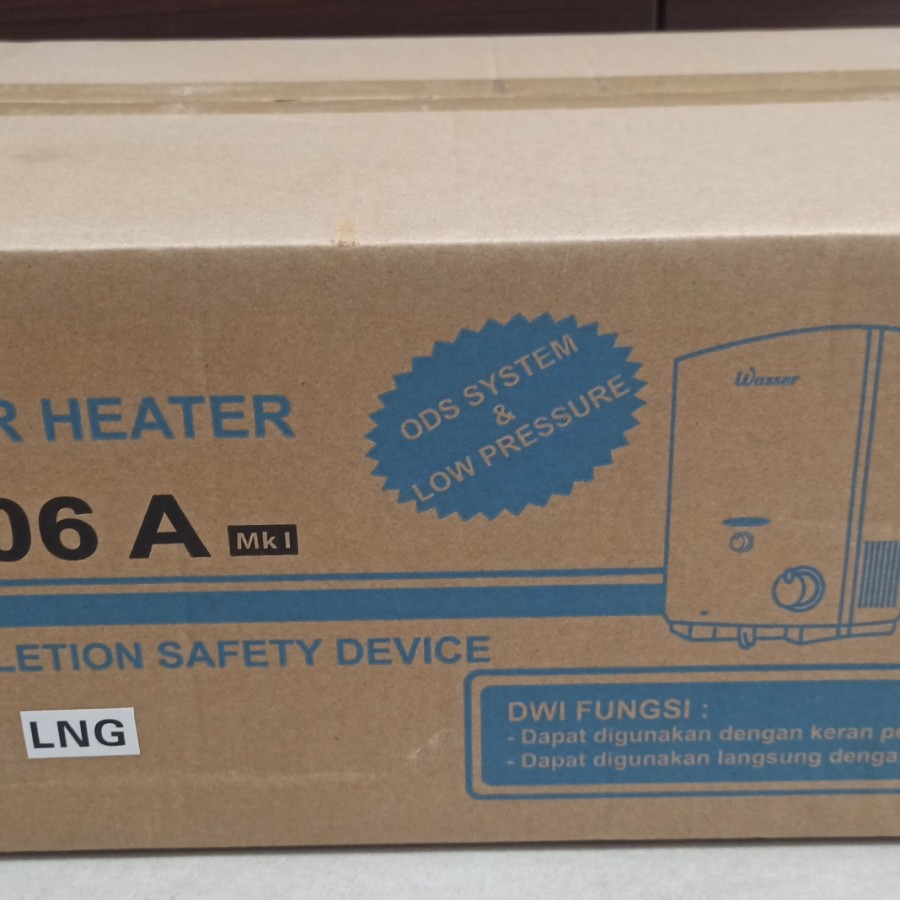 R HEATER
ODS SYSTEM
&
LOW PRESSURE
Wasser
06 A MkI
LETION SAFETY DEVICE
LNG
DWI FUNGSI :
- Dapat digunakan dengan keran pe
- Dapat digunakan langsung denga